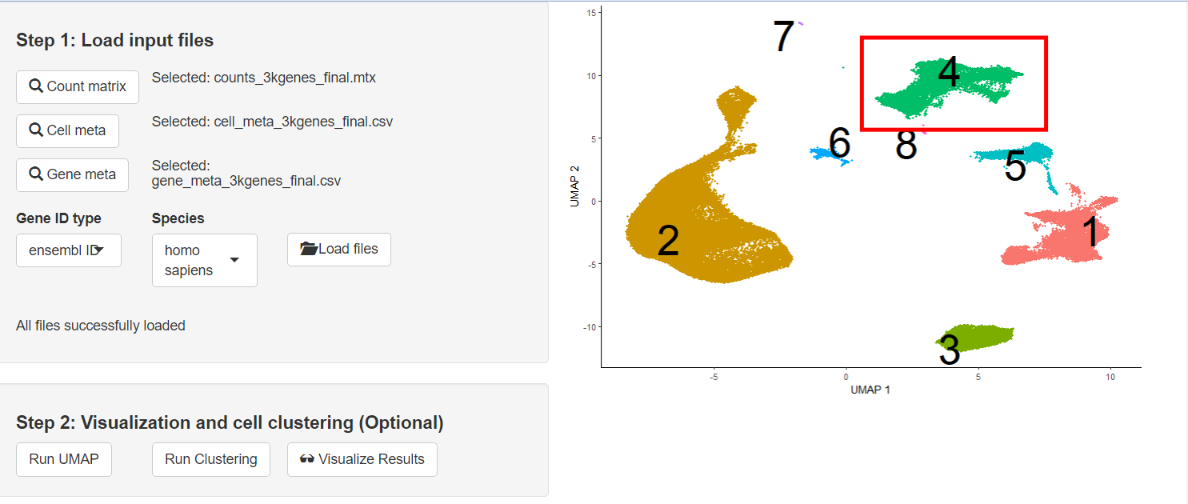 Step 1: Load input files
Count matrix
Selected: counts_3kgenes_final.mtx
Cell meta
Selected: cell_meta_3kgenes_final.csv
Gene meta
Selected:
gene_meta_3kgenes_final.csv
Gene ID type
Species
ensembl ID
homo
sapiens
Load files
All files successfully loaded
Step 2: Visualization and cell clustering (Optional)
Run UMAP
Run Clustering
Visualize Results
15
10
5
0
-5
-10
UMAP 2
7
4
6
8
5
2
1
3
-5
0
5
10
UMAP 1